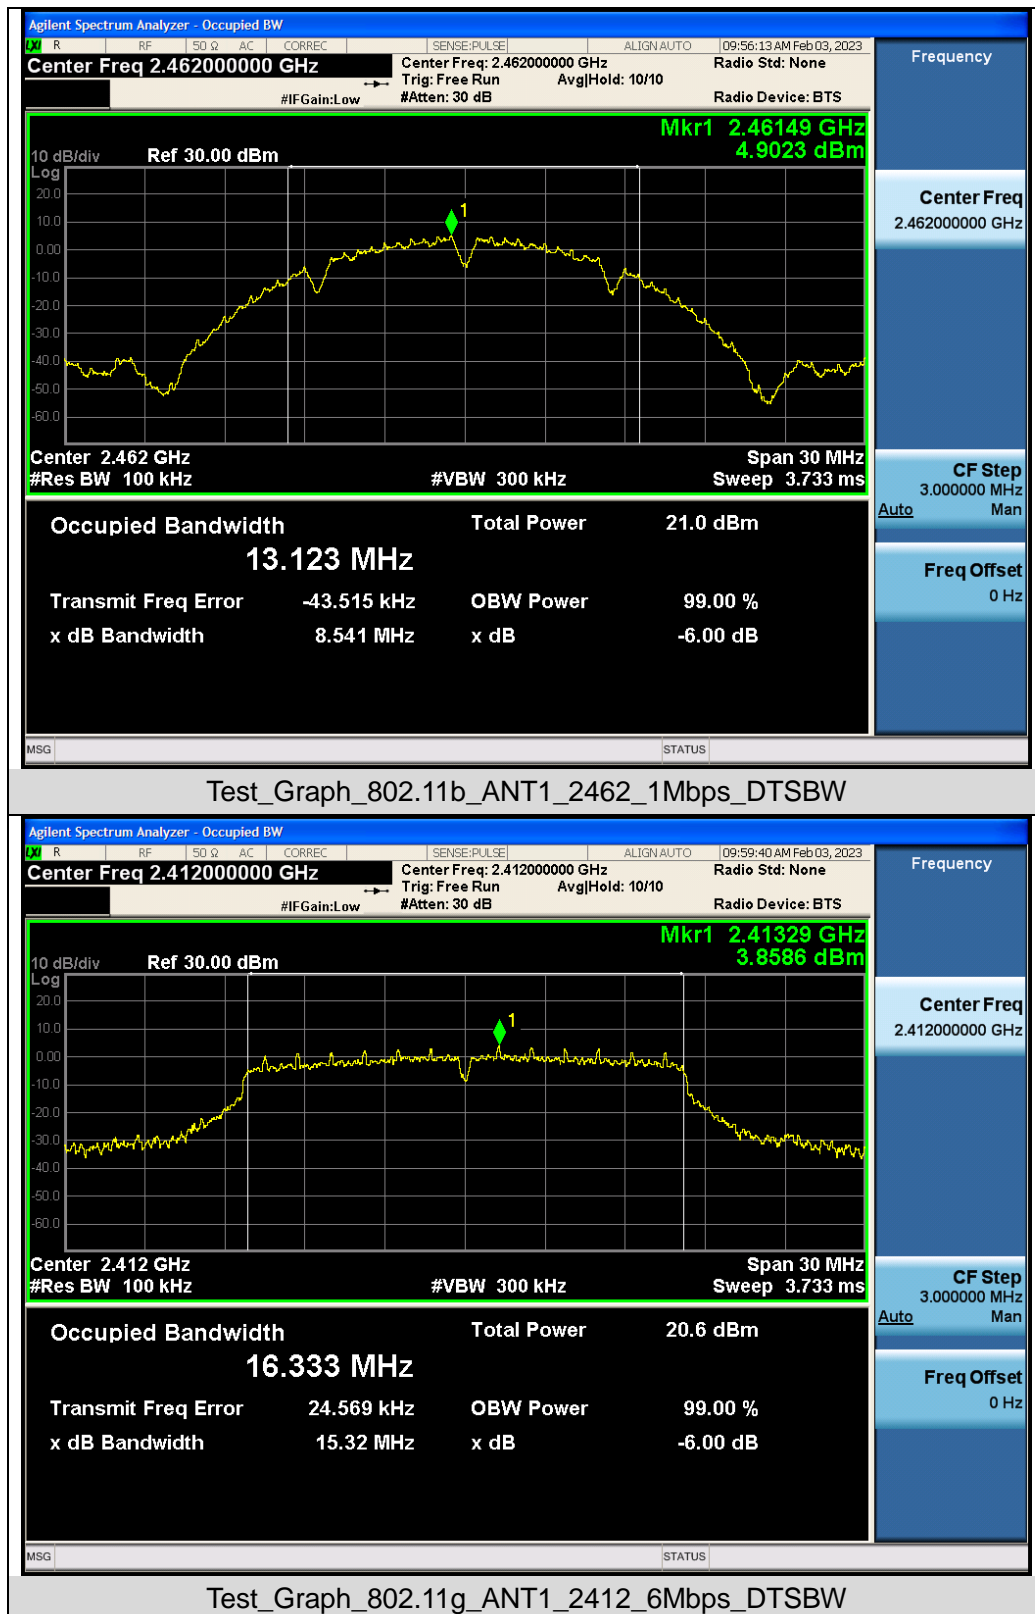 Agilent Spectrum Analyzer - Occupied BW
LXI R RF 50 Ω AC CORREC SENSE:PULSE ALIGN AUTO 09:56:13 AM Feb 03, 2023
Center Freq 2.462000000 GHz
Center Freq: 2.462000000 GHz
Radio Std: None
Trig: Free Run Avg|Hold: 10/10
#IFGain:Low #Atten: 30 dB Radio Device: BTS
Mkr1 2.46149 GHz
4.9023 dBm
10 dB/div Ref 30.00 dBm
Log
20.0
10.0
0.00
-10.0
-20.0
-30.0
-40.0
-50.0
-60.0
1
Center 2.462 GHz Span 30 MHz
#Res BW 100 kHz #VBW 300 kHz Sweep 3.733 ms
Occupied Bandwidth Total Power 21.0 dBm
13.123 MHz
Transmit Freq Error -43.515 kHz OBW Power 99.00 %
x dB Bandwidth 8.541 MHz x dB -6.00 dB
MSG STATUS
Frequency
Center Freq
2.462000000 GHz
CF Step
3.000000 MHz
Auto Man
Freq Offset
0 Hz
Test_Graph_802.11b_ANT1_2462_1Mbps_DTSBW
Agilent Spectrum Analyzer - Occupied BW
LXI R RF 50 Ω AC CORREC SENSE:PULSE ALIGN AUTO 09:59:40 AM Feb 03, 2023
Center Freq 2.412000000 GHz
Center Freq: 2.412000000 GHz
Radio Std: None
Trig: Free Run Avg|Hold: 10/10
#IFGain:Low #Atten: 30 dB Radio Device: BTS
Mkr1 2.41329 GHz
3.8586 dBm
10 dB/div Ref 30.00 dBm
Log
20.0
10.0
0.00
-10.0
-20.0
-30.0
-40.0
-50.0
-60.0
1
Center 2.412 GHz Span 30 MHz
#Res BW 100 kHz #VBW 300 kHz Sweep 3.733 ms
Occupied Bandwidth Total Power 20.6 dBm
16.333 MHz
Transmit Freq Error 24.569 kHz OBW Power 99.00 %
x dB Bandwidth 15.32 MHz x dB -6.00 dB
MSG STATUS
Frequency
Center Freq
2.412000000 GHz
CF Step
3.000000 MHz
Auto Man
Freq Offset
0 Hz
Test_Graph_802.11g_ANT1_2412_6Mbps_DTSBW